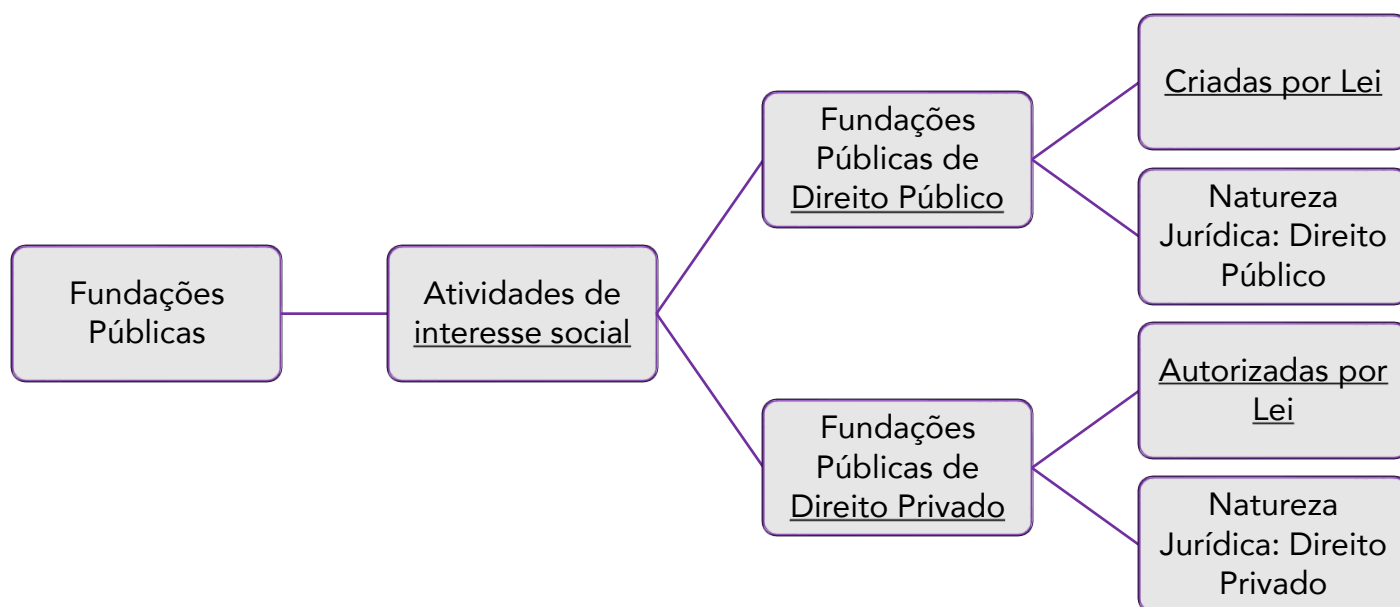 Fundações
Públicas
Atividades de
interesse social
Fundações
Públicas de
Direito Público
Criadas por Lei
Natureza
Jurídica: Direito
Público
Fundações
Públicas de
Direito Privado
Autorizadas por
Lei
Natureza
Jurídica: Direito
Privado